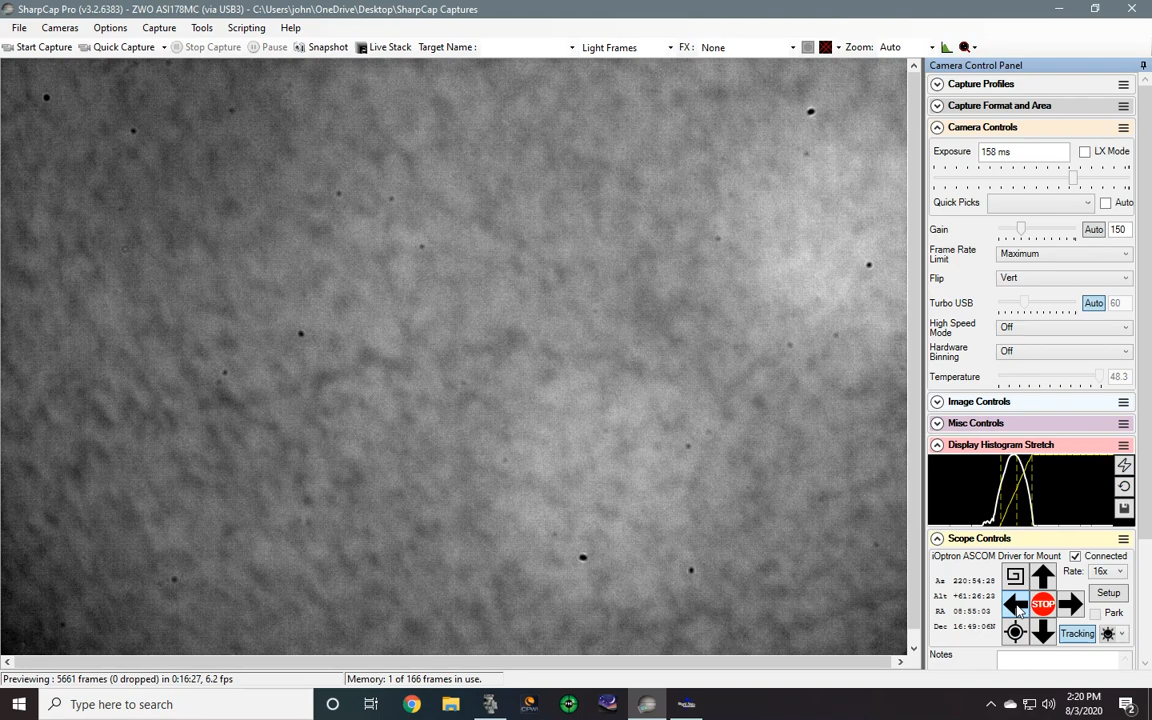 SharpCap Pro (v3.2.6383) - ZWO ASI178MC (via USB3) - C:\Users\john\OneDrive\Desktop\SharpCap Captures
File Cameras Options Capture Tools Scripting Help
Start Capture Quick Capture Stop Capture Pause Snapshot Live Stack Target Name : Light Frames FX : None Zoom: Auto
Camera Control Panel
Capture Profiles
Capture Format and Area
Camera Controls
Exposure 158 ms LX Mode
Quick Picks Auto
Gain Auto 150
Frame Rate Limit Maximum
Flip Vert
Turbo USB Auto 60
High Speed Mode Off
Hardware Binning Off
Temperature 48.3
Image Controls
Misc Controls
Display Histogram Stretch
Scope Controls
iOptron ASCOM Driver for Mount Connected
Rate: 16x
Az 220:54:28
Alt +61:26:23
RA 08:55:03
Dec 16:49:06N
STOP
Setup
Park
Tracking
Notes
Previewing : 5661 frames (0 dropped) in 0:16:27, 6.2 fps Memory: 1 of 166 frames in use.
Type here to search
2:20 PM
8/3/2020
2